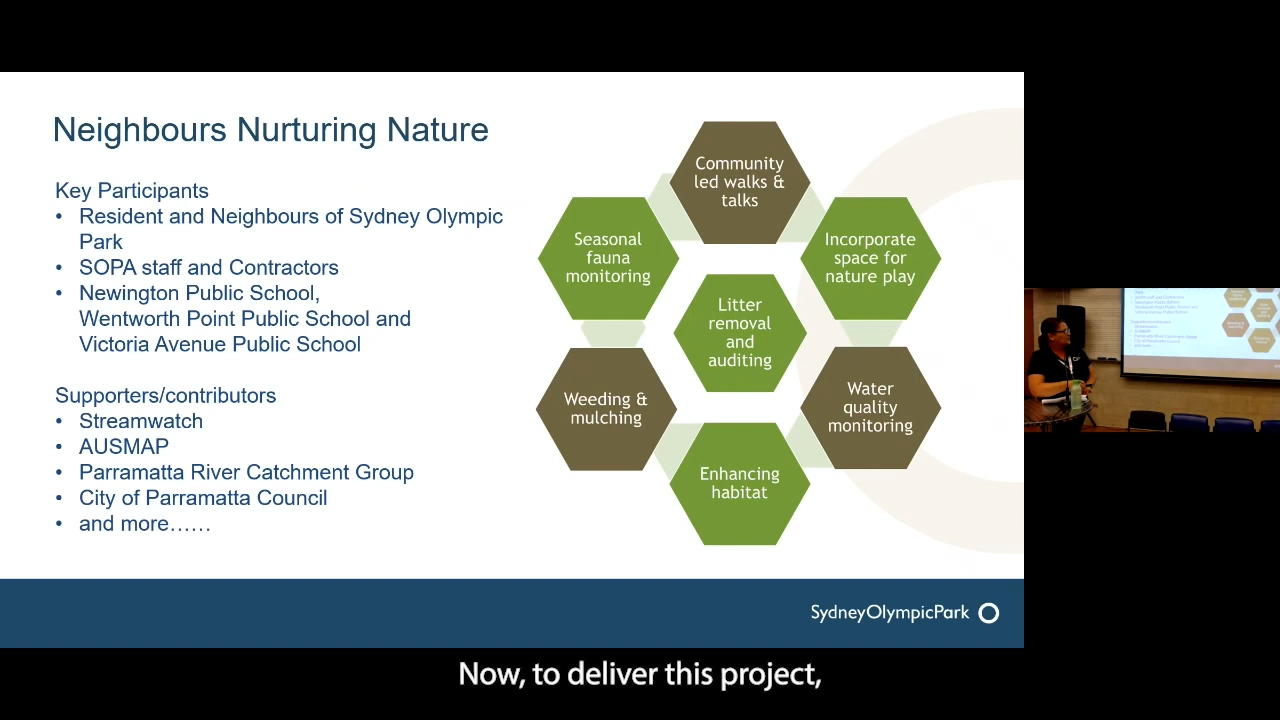 Neighbours Nurturing Nature
Key Participants
• Resident and Neighbours of Sydney Olympic
Park
• SOPA staff and Contractors
• Newington Public School,
Wentworth Point Public School and
Victoria Avenue Public School
Supporters/contributors
• Streamwatch
• AUSMAP
• Parramatta River Catchment Group
• City of Parramatta Council
• and more……
Community
led walks &
talks
Seasonal
fauna
monitoring
Incorporate
space for
nature play
Litter
removal
and
auditing
Weeding &
mulching
Water
quality
monitoring
Enhancing
habitat
SydneyOlympicPark
Now, to deliver this project,